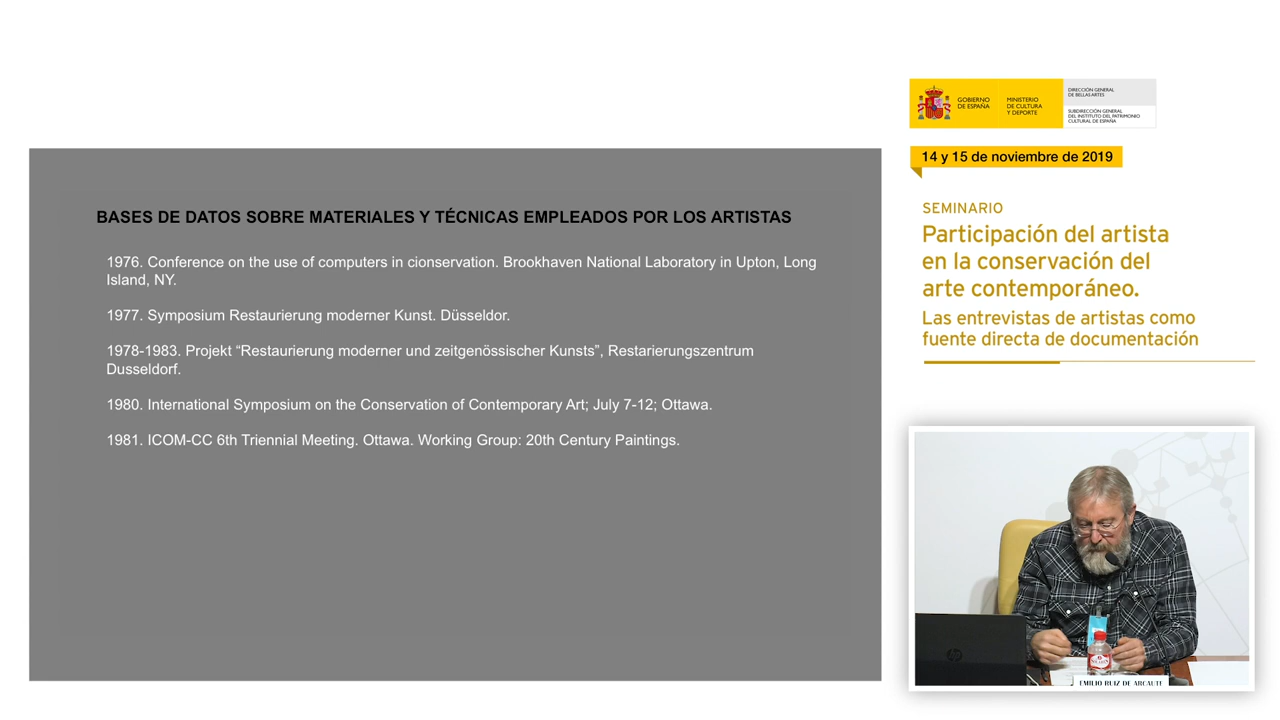 BASES DE DATOS SOBRE MATERIALES Y TÉCNICAS EMPLEADOS POR LOS ARTISTAS
1976. Conference on the use of computers in cionservation. Brookhaven National Laboratory in Upton, Long
Island, NY.
1977. Symposium Restaurierung moderner Kunst. Düsseldor.
1978-1983. Projekt “Restaurierung moderner und zeitgenössischer Kunsts”, Restarierungszentrum
Dusseldorf.
1980. International Symposium on the Conservation of Contemporary Art; July 7-12; Ottawa.
1981. ICOM-CC 6th Triennial Meeting. Ottawa. Working Group: 20th Century Paintings.
GOBIERNO
DE ESPAÑA
MINISTERIO
DE CULTURA
Y DEPORTE
DIRECCIÓN GENERAL
DE BELLAS ARTES
SUBDIRECCIÓN GENERAL
DEL INSTITUTO DEL PATRIMONIO
CULTURAL DE ESPAÑA
14 y 15 de noviembre de 2019
SEMINARIO
Participación del artista
en la conservación del
arte contemporáneo.
Las entrevistas de artistas como
fuente directa de documentación
hp
EMILIO RUIZ DE ARCAUTE